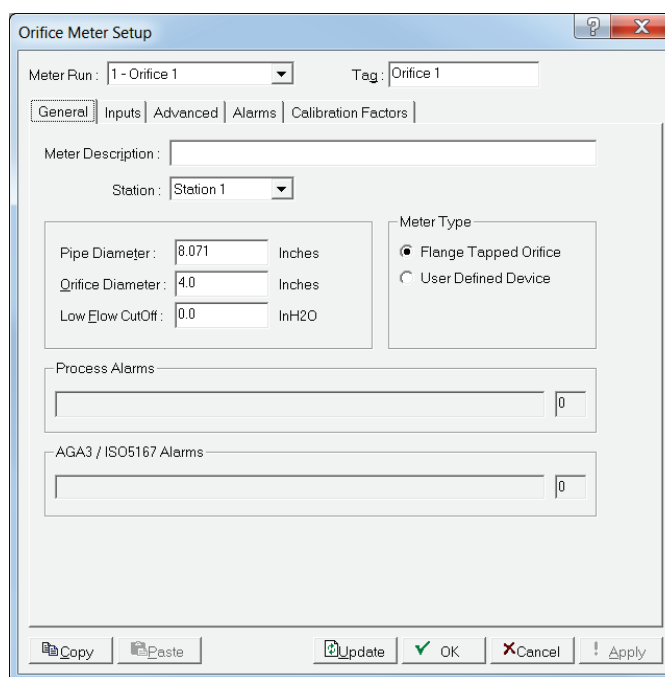 Orifice Meter Setup
Meter Run : 1 - Orifice 1 Tag : Orifice 1
General Inputs Advanced Alarms Calibration Factors
Meter Description :
Station : Station 1
Meter Type
Pipe Diameter : 8.071 Inches Flange Tapped Orifice
Orifice Diameter : 4.0 Inches User Defined Device
Low Flow CutOff : 0.0 InH2O
Process Alarms
0
AGA3 / ISO5167 Alarms
0
Copy Paste Update OK Cancel Apply